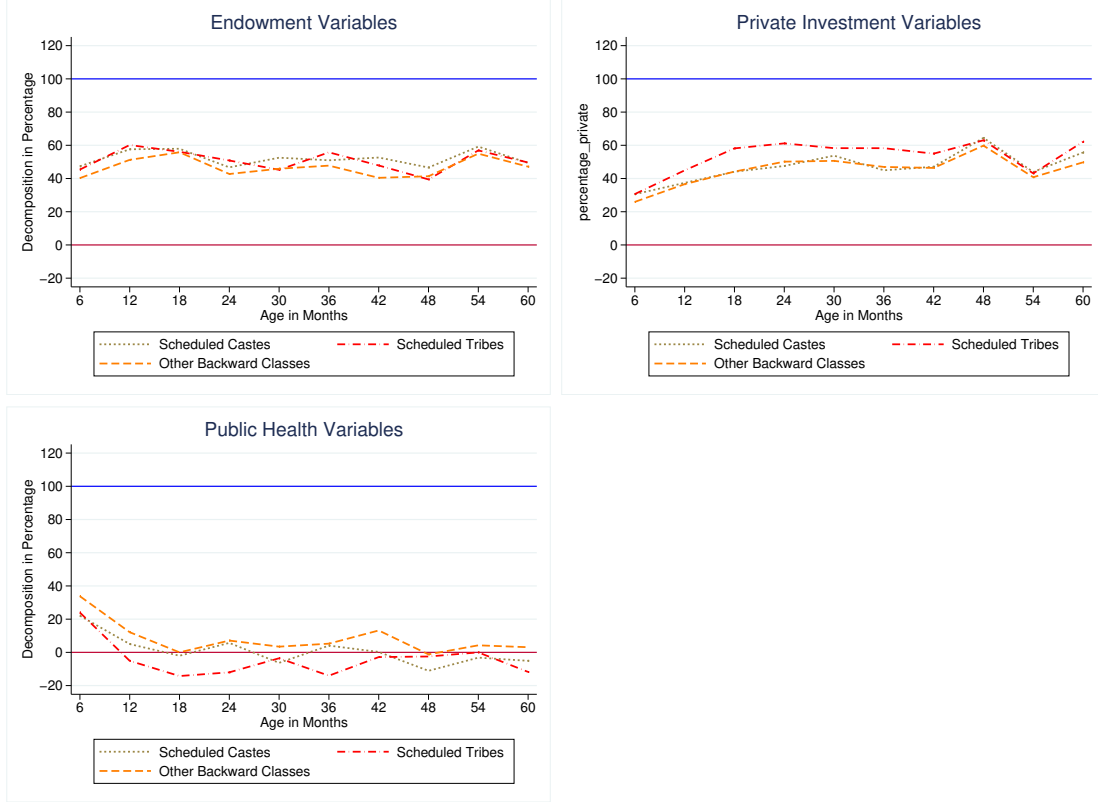 Endowment Variables
Decomposition in Percentage
120
100
80
60
40
20
0
−20
6 12 18 24 30 36 42 48 54 60
Age in Months
Scheduled Castes Scheduled Tribes
Other Backward Classes
Private Investment Variables
percentage_private
120
100
80
60
40
20
0
−20
6 12 18 24 30 36 42 48 54 60
Age in Months
Scheduled Castes Scheduled Tribes
Other Backward Classes
Public Health Variables
Decomposition in Percentage
120
100
80
60
40
20
0
−20
6 12 18 24 30 36 42 48 54 60
Age in Months
Scheduled Castes Scheduled Tribes
Other Backward Classes